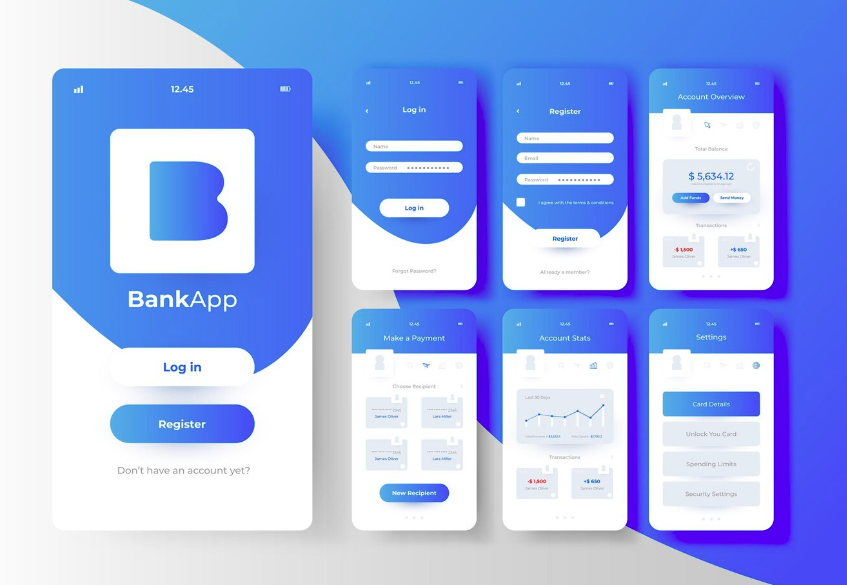 12.45
BankApp
Log in
Register
Don't have an account yet?
12.45
Log in
Name
Password
Log in
Forgot Password?
12.45
Register
Name
Email
Password
I agree with the terms & conditions
Register
Already a member?
12.45
Account Overview
Total Balance
$ 5,634.12
Add Funds
Send Money
Transactions
-$ 1,500
+$ 650
James Oliver
James Oliver
12.45
Make a Payment
Choose Recipient
2345
2345
James Oliver
Lara Miller
2345
2345
James Oliver
Lara Miller
New Recipient
12.45
Account Stats
Last 30 Days
Transactions
-$ 1,500
+$ 650
James Oliver
James Oliver
12.45
Settings
Card Details
Unlock You Card
Spending Limits
Security Settings